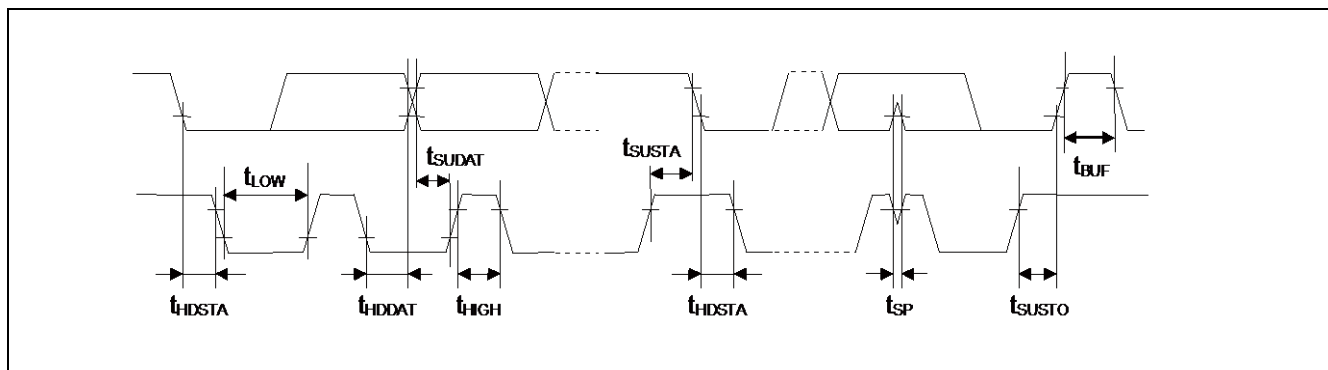 tSUDAT
tSUSTA
tBUF
tLOW
tHDSTA
tHDDAT
tHIGH
tHDSTA
tSP
tSUSTO